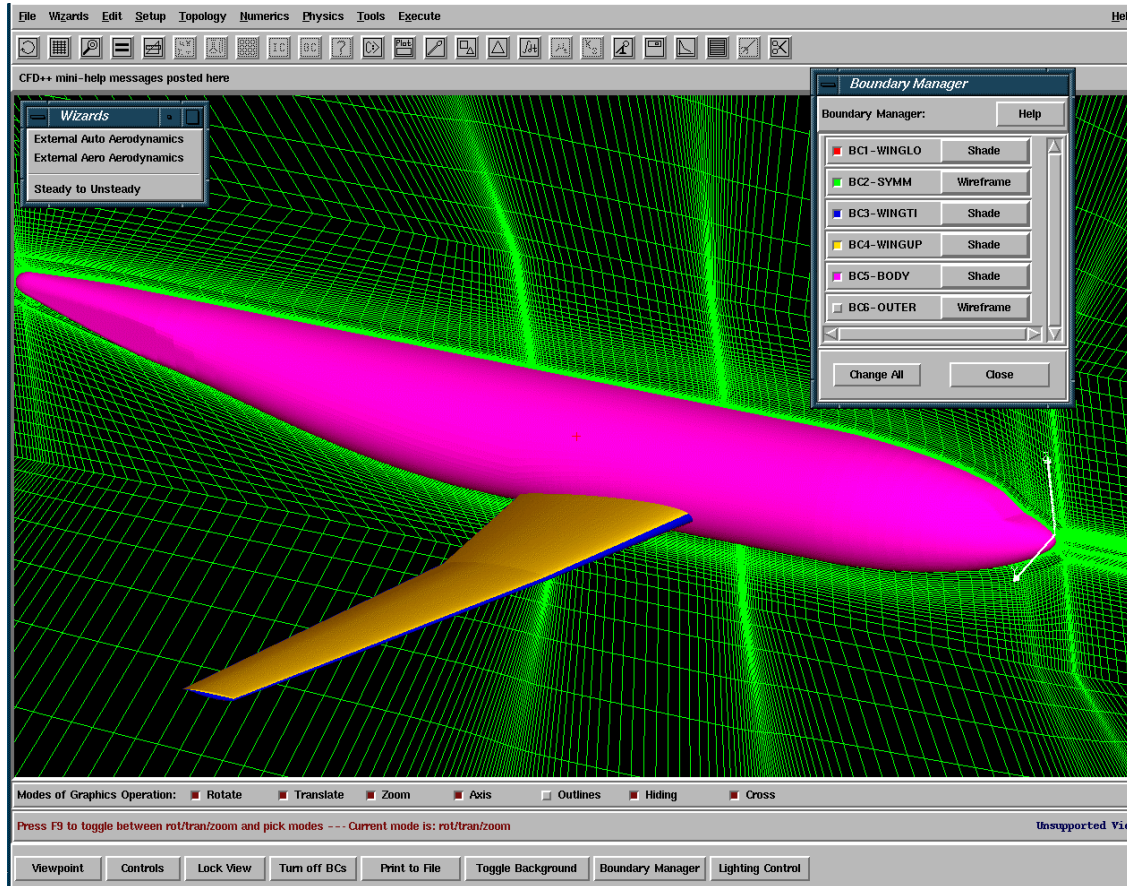 File Wizards Edit Setup Topology Numerics Physics Tools Execute Hel
IC OC ? C> Plot
CFD++ mini-help messages posted here
Wizards
External Auto Aerodynamics
External Aero Aerodynamics
Steady to Unsteady
Boundary Manager
Boundary Manager: Help
BC1-WINGLO Shade
BC2-SYMM Wireframe
BC3-WINGTI Shade
BC4-WINGUP Shade
BC5-BODY Shade
BC6-OUTER Wireframe
Change All Close
Modes of Graphics Operation: Rotate Translate Zoom Axis Outlines Hiding Cross
Press F9 to toggle between rot/tran/zoom and pick modes --- Current mode is: rot/tran/zoom Unsupported Vie
Viewpoint Controls Lock View Turn off BCs Print to File Toggle Background Boundary Manager Lighting Control